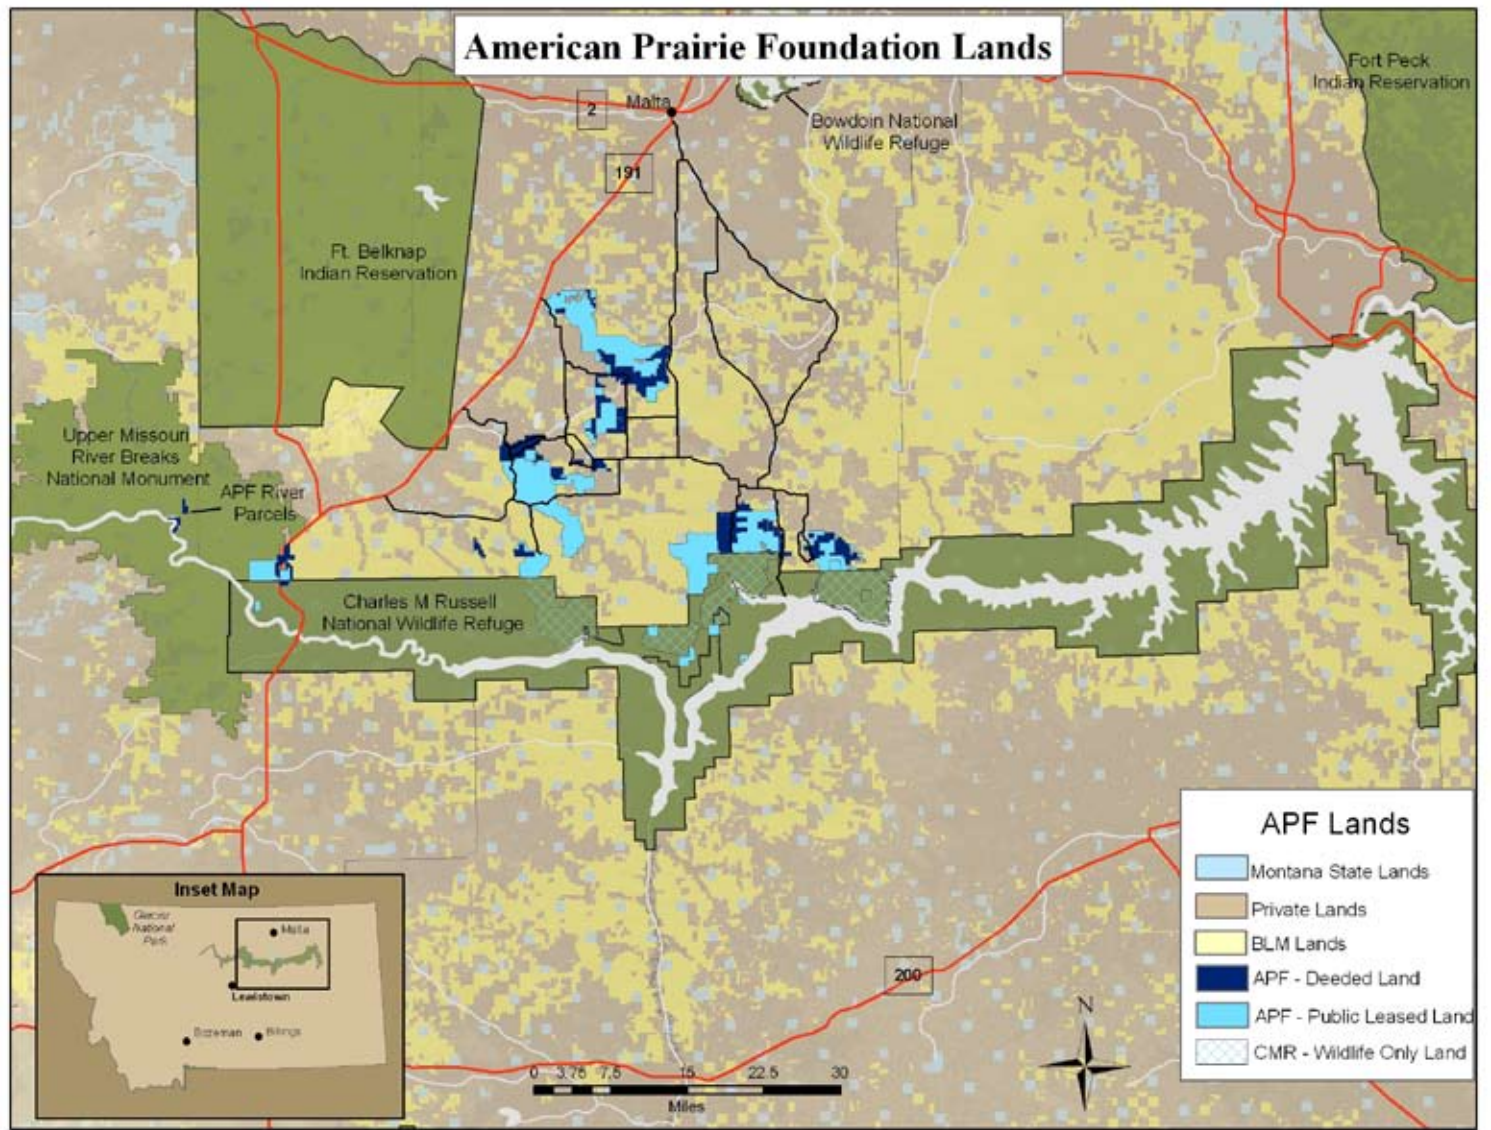 American Prairie Foundation Lands
Fort Peck
Indian Reservation
2
Malta
Bowdoin National
Wildlife Refuge
191
Ft. Belknap
Indian Reservation
Upper Missouri
River Breaks
National Monument
APF River
Parcels
Charles M Russell
National Wildlife Refuge
APF Lands
Montana State Lands
Private Lands
BLM Lands
APF - Deeded Land
APF - Public Leased Land
CMR - Wildlife Only Land
Inset Map
Glacier
National
Park
Malta
Lewistown
Bozeman
Billings
200
N
0 3.75 7.5 15 22.5 30
Miles